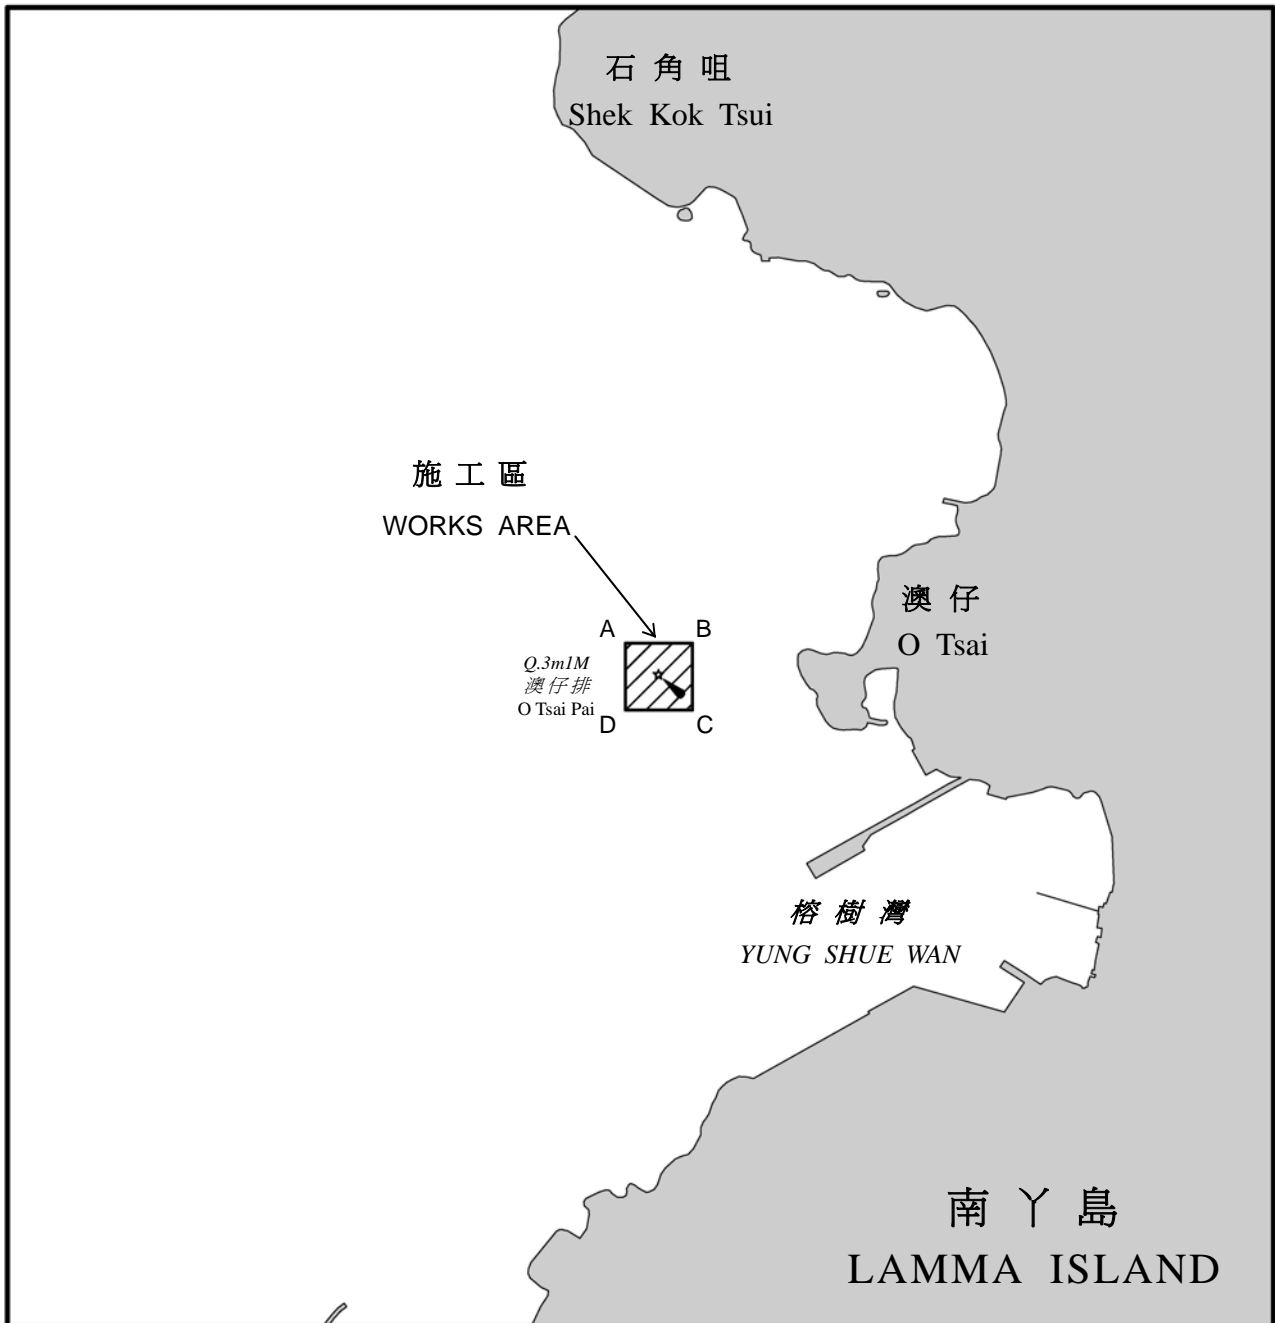 石角咀
Shek Kok Tsui
施工區
WORKS AREA
A
B
Q.3m1M
澳仔排
O Tsai Pai
D
C
澳仔
O Tsai
榕樹灣
YUNG SHUE WAN
南丫島
LAMMA ISLAND